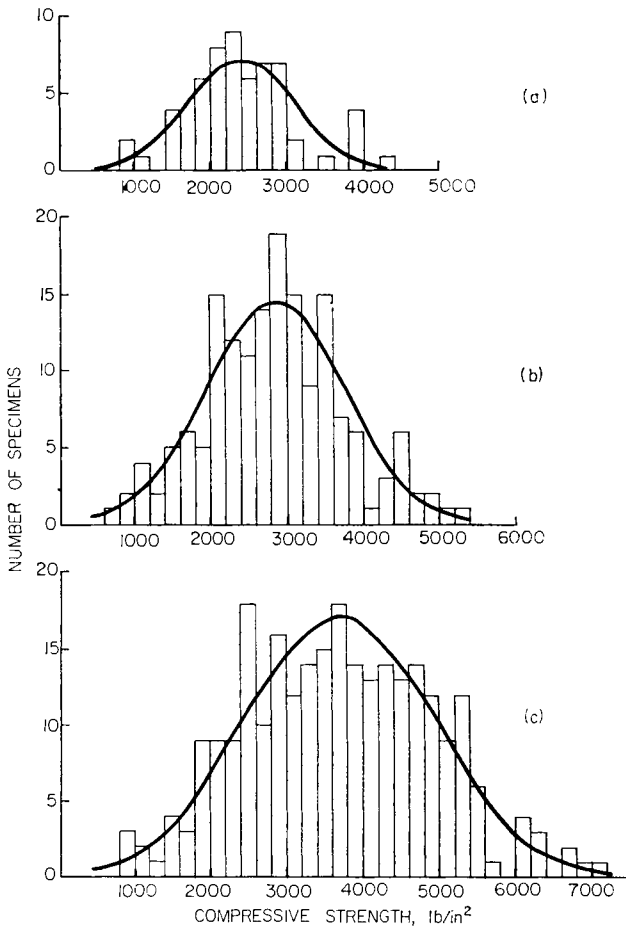 10
5
0
1000 2000 3000 4000 5000
(a)
20
15
10
5
0
1000 2000 3000 4000 5000 6000
(b)
NUMBER OF SPECIMENS
20
15
10
5
0
1000 2000 3000 4000 5000 6000 7000
(c)
COMPRESSIVE STRENGTH, lb/in²